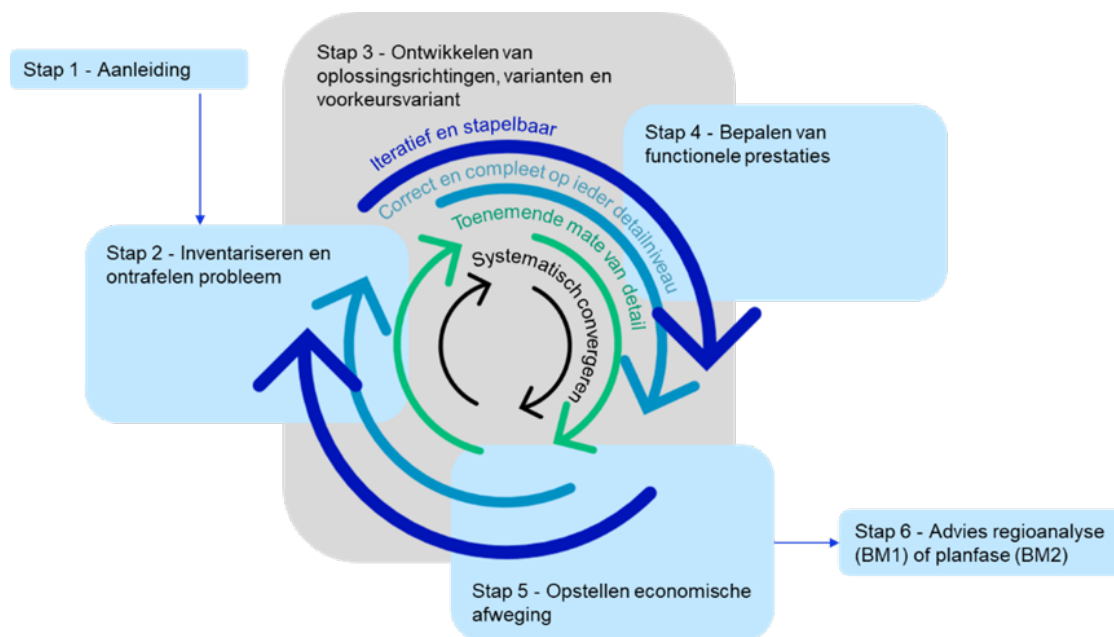 Stap 1 - Aanleiding
Stap 3 - Ontwikkelen van
oplossingsrichtingen, varianten en
voorkeursvariant
Stap 4 - Bepalen van
functionele prestaties
Iteratief en stapelbaar
Correct en compleet op ieder detailniveau
Toenemende mate van detail
Systematisch convergeren
Stap 2 - Inventariseren en
ontrafelen probleem
Stap 5 - Opstellen economische
afweging
Stap 6 - Advies regioanalyse
(BM1) of planfase (BM2)